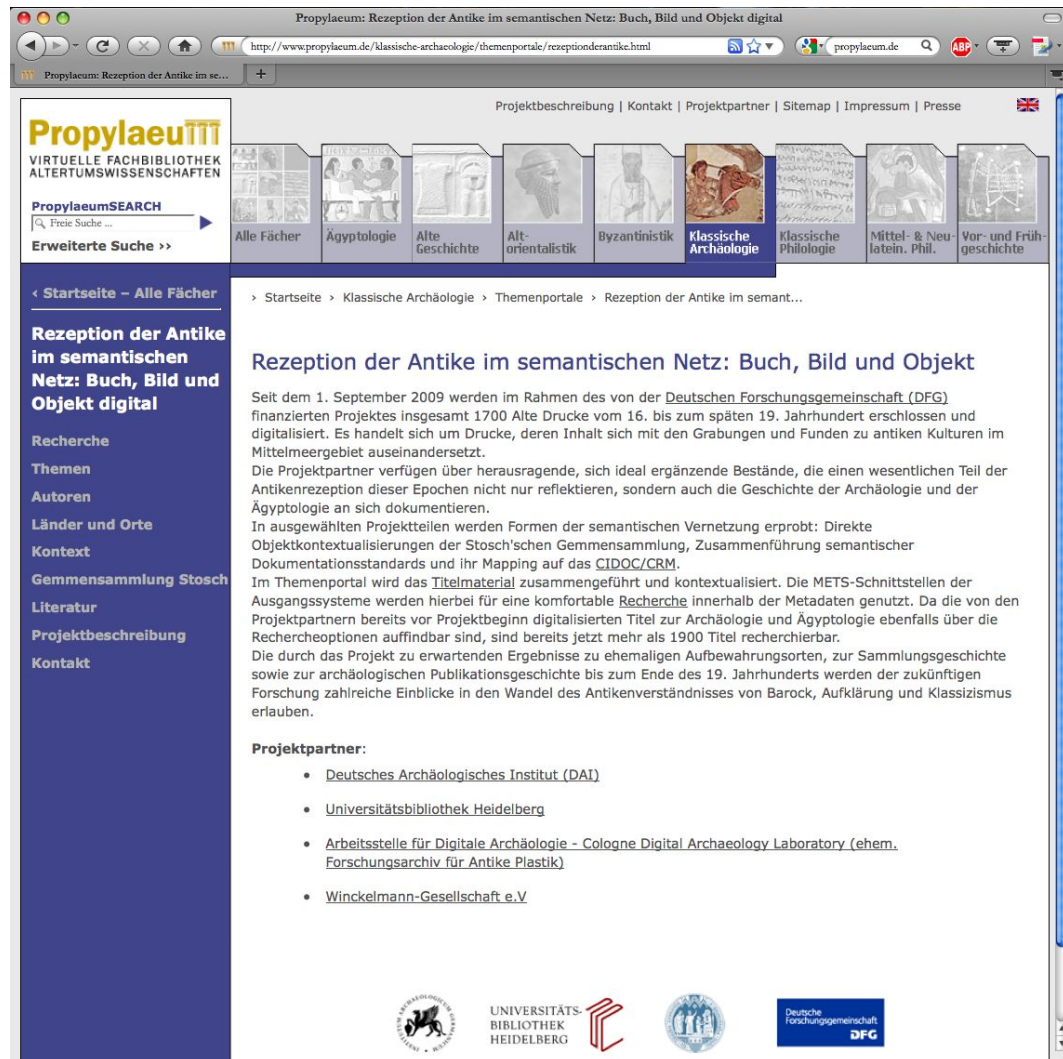 Propylaeum: Rezeption der Antike im semantischen Netz: Buch, Bild und Objekt digital
http://www.propylaeum.de/klassische-archaeologie/themenportale/rezeptionderantike.html
propylaeum.de
ABP
Propylaeum: Rezeption der Antike im se...
Projektbeschreibung | Kontakt | Projektpartner | Sitemap | Impressum | Presse
Propylaeum
VIRTUELLE FACHBIBLIOTHEK
ALTERTUMSWISSENSCHAFTEN
PropylaeumSEARCH
Freie Suche ...
Erweiterte Suche ››
Alle Fächer
Ägyptologie
Alte
Geschichte
Alt-
orientalistik
Byzantinistik
Klassische
Archäologie
Klassische
Philologie
Mittel- & Neu-
latein. Phil.
Vor- und Früh-
geschichte
‹ Startseite – Alle Fächer
› Startseite › Klassische Archäologie › Themenportale › Rezeption der Antike im semant...
Rezeption der Antike
im semantischen
Netz: Buch, Bild und
Objekt digital
Recherche
Themen
Autoren
Länder und Orte
Kontext
Gemmensammlung Stosch
Literatur
Projektbeschreibung
Kontakt
Rezeption der Antike im semantischen Netz: Buch, Bild und Objekt
Seit dem 1. September 2009 werden im Rahmen des von der Deutschen Forschungsgemeinschaft (DFG)
finanzierten Projektes insgesamt 1700 Alte Drucke vom 16. bis zum späten 19. Jahrhundert erschlossen und
digitalisiert. Es handelt sich um Drucke, deren Inhalt sich mit den Grabungen und Funden zu antiken Kulturen im
Mittelmeergebiet auseinandersetzt.
Die Projektpartner verfügen über herausragende, sich ideal ergänzende Bestände, die einen wesentlichen Teil der
Antikenrezeption dieser Epochen nicht nur reflektieren, sondern auch die Geschichte der Archäologie und der
Ägyptologie an sich dokumentieren.
In ausgewählten Projektteilen werden Formen der semantischen Vernetzung erprobt: Direkte
Objektkontextualisierungen der Stosch'schen Gemmensammlung, Zusammenführung semantischer
Dokumentationsstandards und ihr Mapping auf das CIDOC/CRM.
Im Themenportal wird das Titelmaterial zusammengeführt und kontextualisiert. Die METS-Schnittstellen der
Ausgangssysteme werden hierbei für eine komfortable Recherche innerhalb der Metadaten genutzt. Da die von den
Projektpartnern bereits vor Projektbeginn digitalisierten Titel zur Archäologie und Ägyptologie ebenfalls über die
Rechercheoptionen auffindbar sind, sind bereits jetzt mehr als 1900 Titel recherchierbar.
Die durch das Projekt zu erwartenden Ergebnisse zu ehemaligen Aufbewahrungsorten, zur Sammlungsgeschichte
sowie zur archäologischen Publikationsgeschichte bis zum Ende des 19. Jahrhunderts werden der zukünftigen
Forschung zahlreiche Einblicke in den Wandel des Antikenverständnisses von Barock, Aufklärung und Klassizismus
erlauben.
Projektpartner:
• Deutsches Archäologisches Institut (DAI)
• Universitätsbibliothek Heidelberg
• Arbeitsstelle für Digitale Archäologie - Cologne Digital Archaeology Laboratory (ehem.
Forschungsarchiv für Antike Plastik)
• Winckelmann-Gesellschaft e.V
UNIVERSITÄTS-
BIBLIOTHEK
HEIDELBERG
Deutsche
Forschungsgemeinschaft
DFG